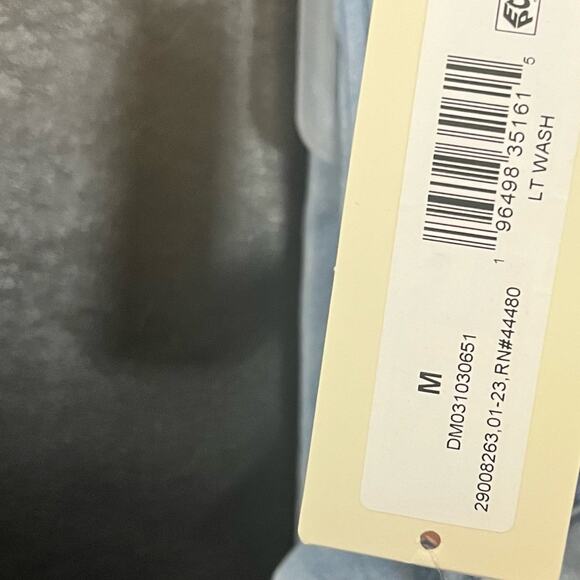 1 96498 35161 5
LT WASH
M
DM031030651
29008263,01-23,RN#44480